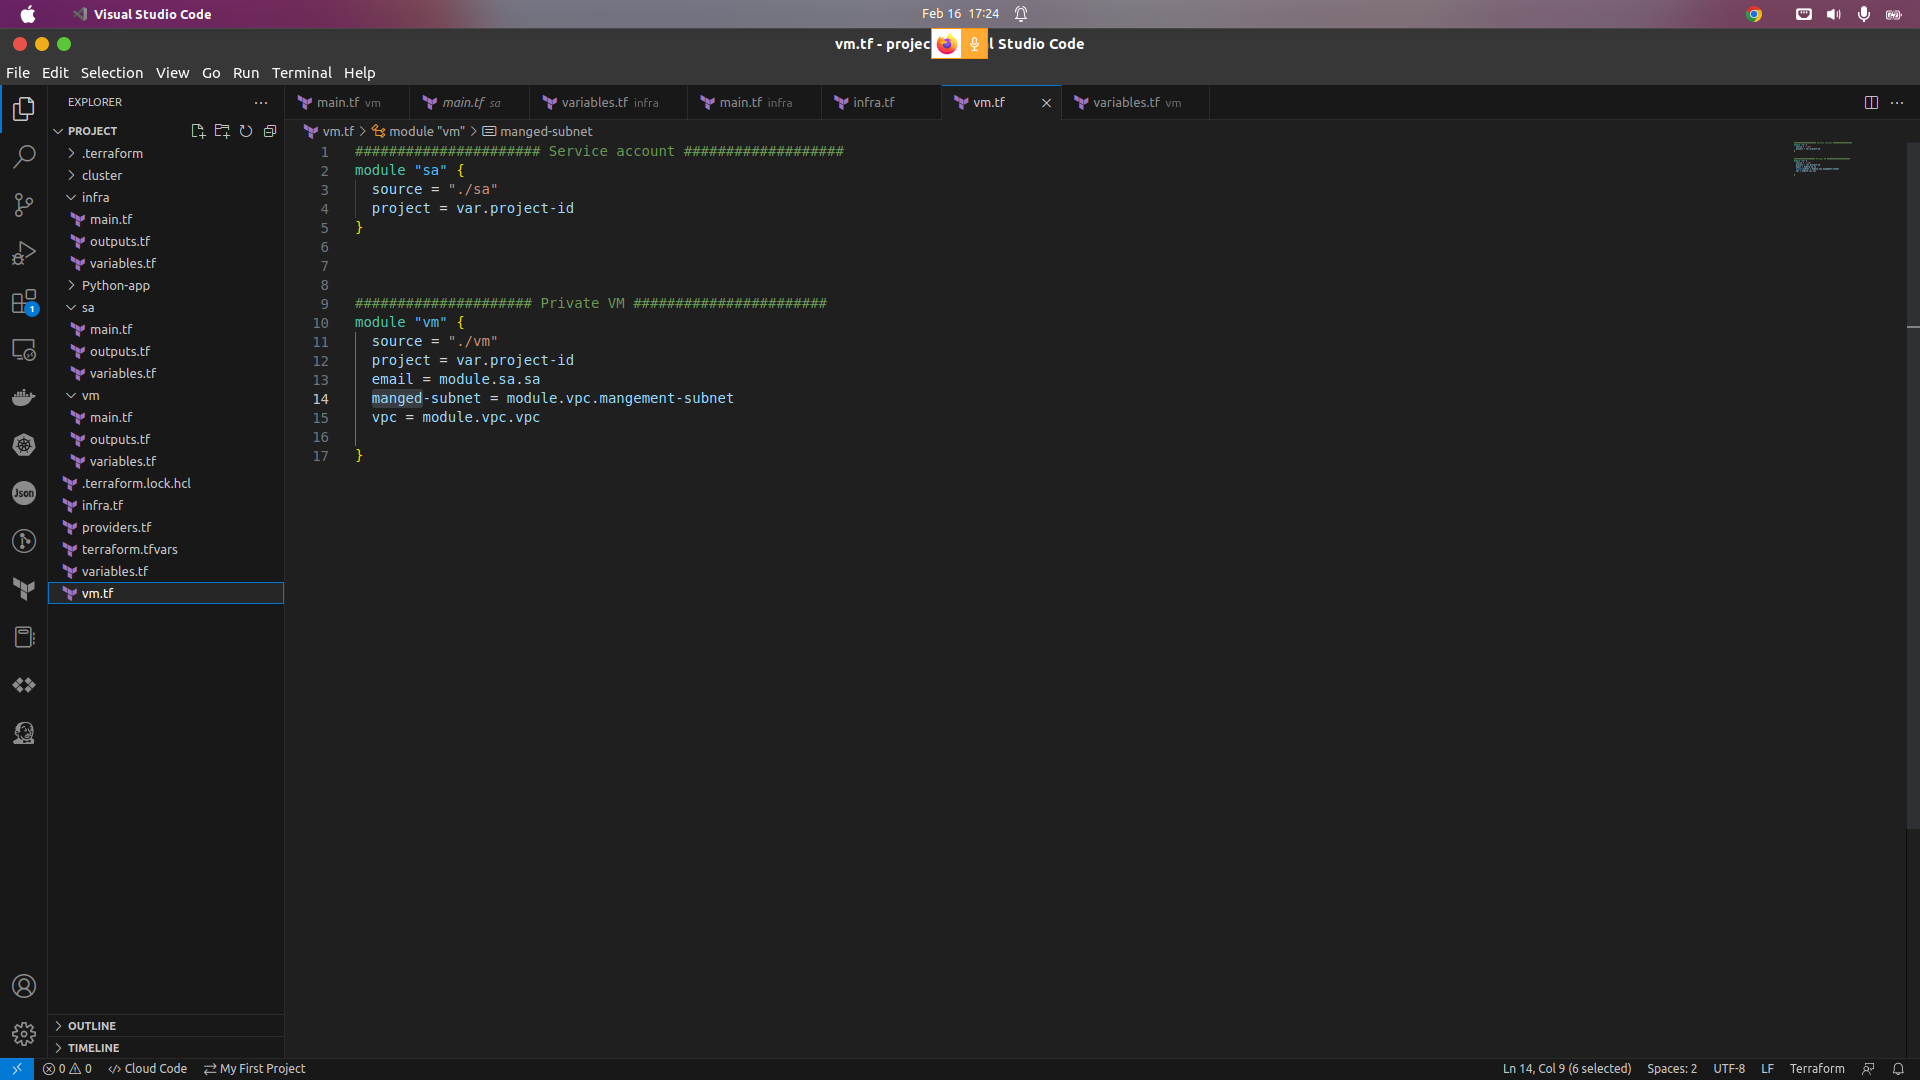 Visual Studio Code
Feb 16 17:24
vm.tf - projec
l Studio Code
File Edit Selection View Go Run Terminal Help
EXPLORER
main.tf vm
main.tf sa
variables.tf infra
main.tf infra
infra.tf
vm.tf
variables.tf vm
PROJECT
.terraform
cluster
infra
main.tf
outputs.tf
variables.tf
Python-app
sa
main.tf
outputs.tf
variables.tf
vm
main.tf
outputs.tf
variables.tf
.terraform.lock.hcl
infra.tf
providers.tf
terraform.tfvars
variables.tf
vm.tf
OUTLINE
TIMELINE
1
Json
vm.tf > module "vm" > manged-subnet
1 ###################### Service account ###################
2 module "sa" {
3 source = "./sa"
4 project = var.project-id
5 }
6
7
8
9 ##################### Private VM #######################
10 module "vm" {
11 source = "./vm"
12 project = var.project-id
13 email = module.sa.sa
14 manged-subnet = module.vpc.mangement-subnet
15 vpc = module.vpc.vpc
16
17 }
0 0 Cloud Code My First Project
Ln 14, Col 9 (6 selected) Spaces: 2 UTF-8 LF Terraform